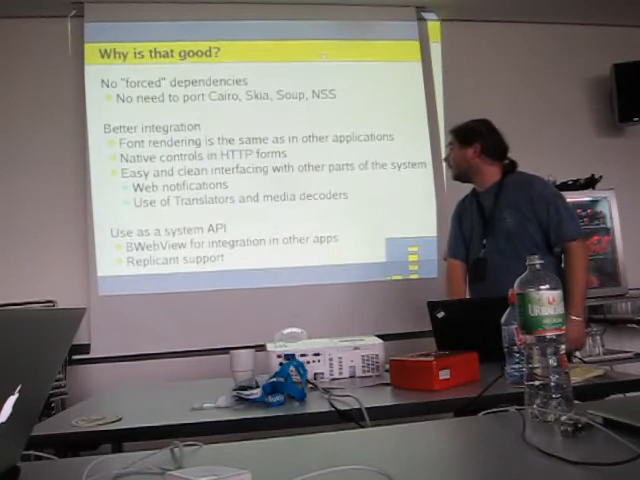 Why is that good?
No "forced" dependencies
No need to port Cairo, Skia, Soup, NSS
Better integration
Font rendering is the same as in other applications
Native controls in HTTP forms
Easy and clean interfacing with other parts of the system
Web notifications
Use of Translators and media decoders
Use as a system API
BWebView for integration in other apps
Replicant support